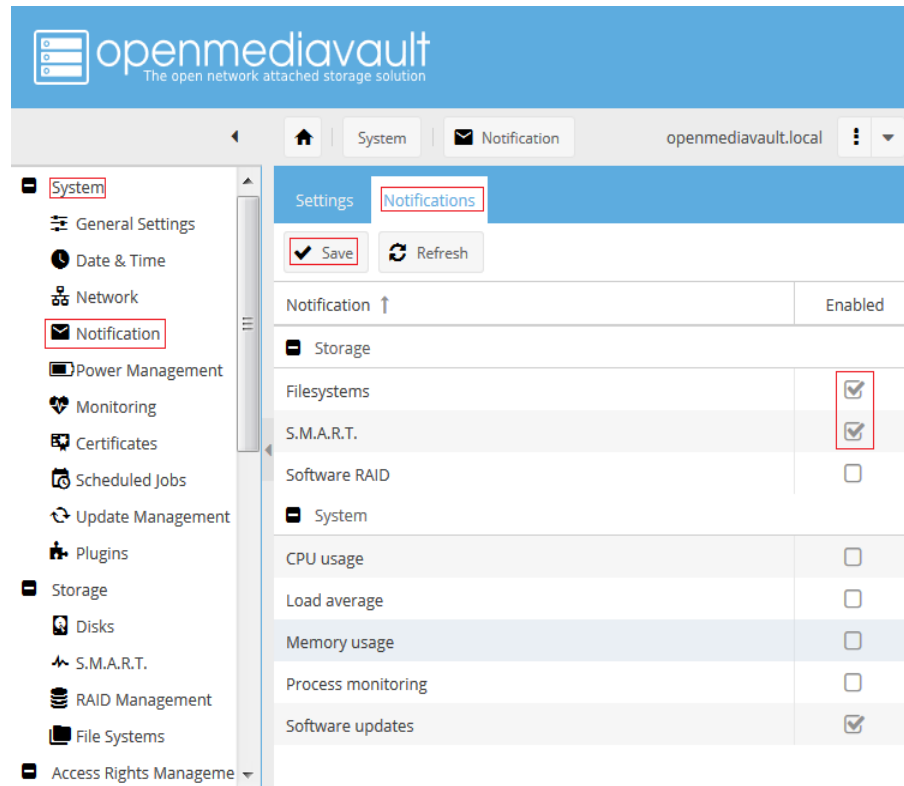 openmediavault
The open network attached storage solution
System
Notification
openmediavault.local
System
General Settings
Date & Time
Network
Notification
Power Management
Monitoring
Certificates
Scheduled Jobs
Update Management
Plugins
Storage
Disks
S.M.A.R.T.
RAID Management
File Systems
Access Rights Manageme
Settings
Notifications
Save
Refresh
Notification
Enabled
Storage
Filesystems
S.M.A.R.T.
Software RAID
System
CPU usage
Load average
Memory usage
Process monitoring
Software updates